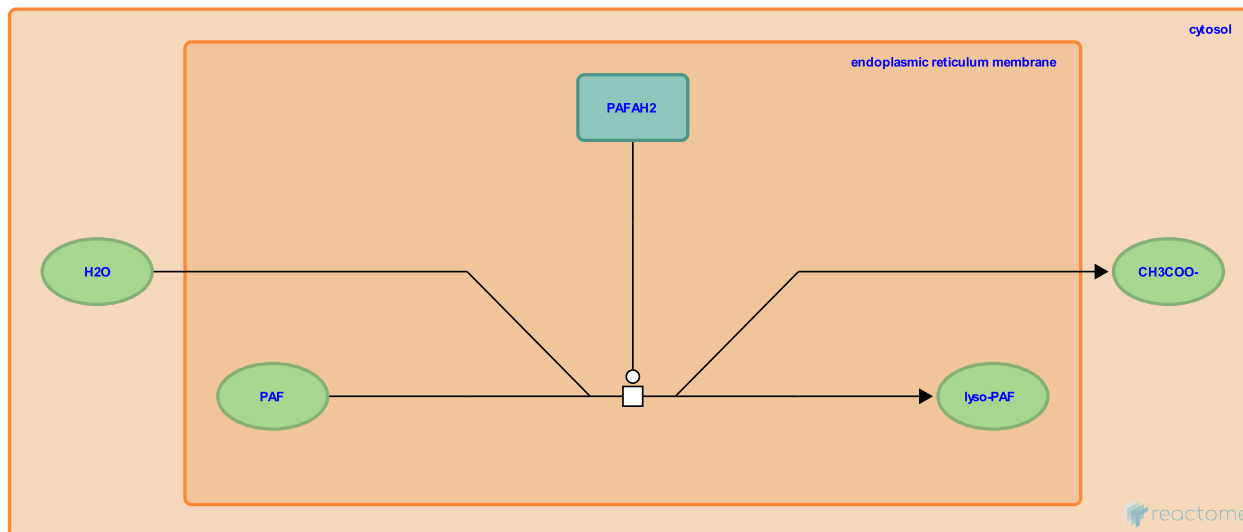 cytosol
endoplasmic reticulum membrane
PAFAH2
H2O
CH3COO-
PAF
lyso-PAF
reactome